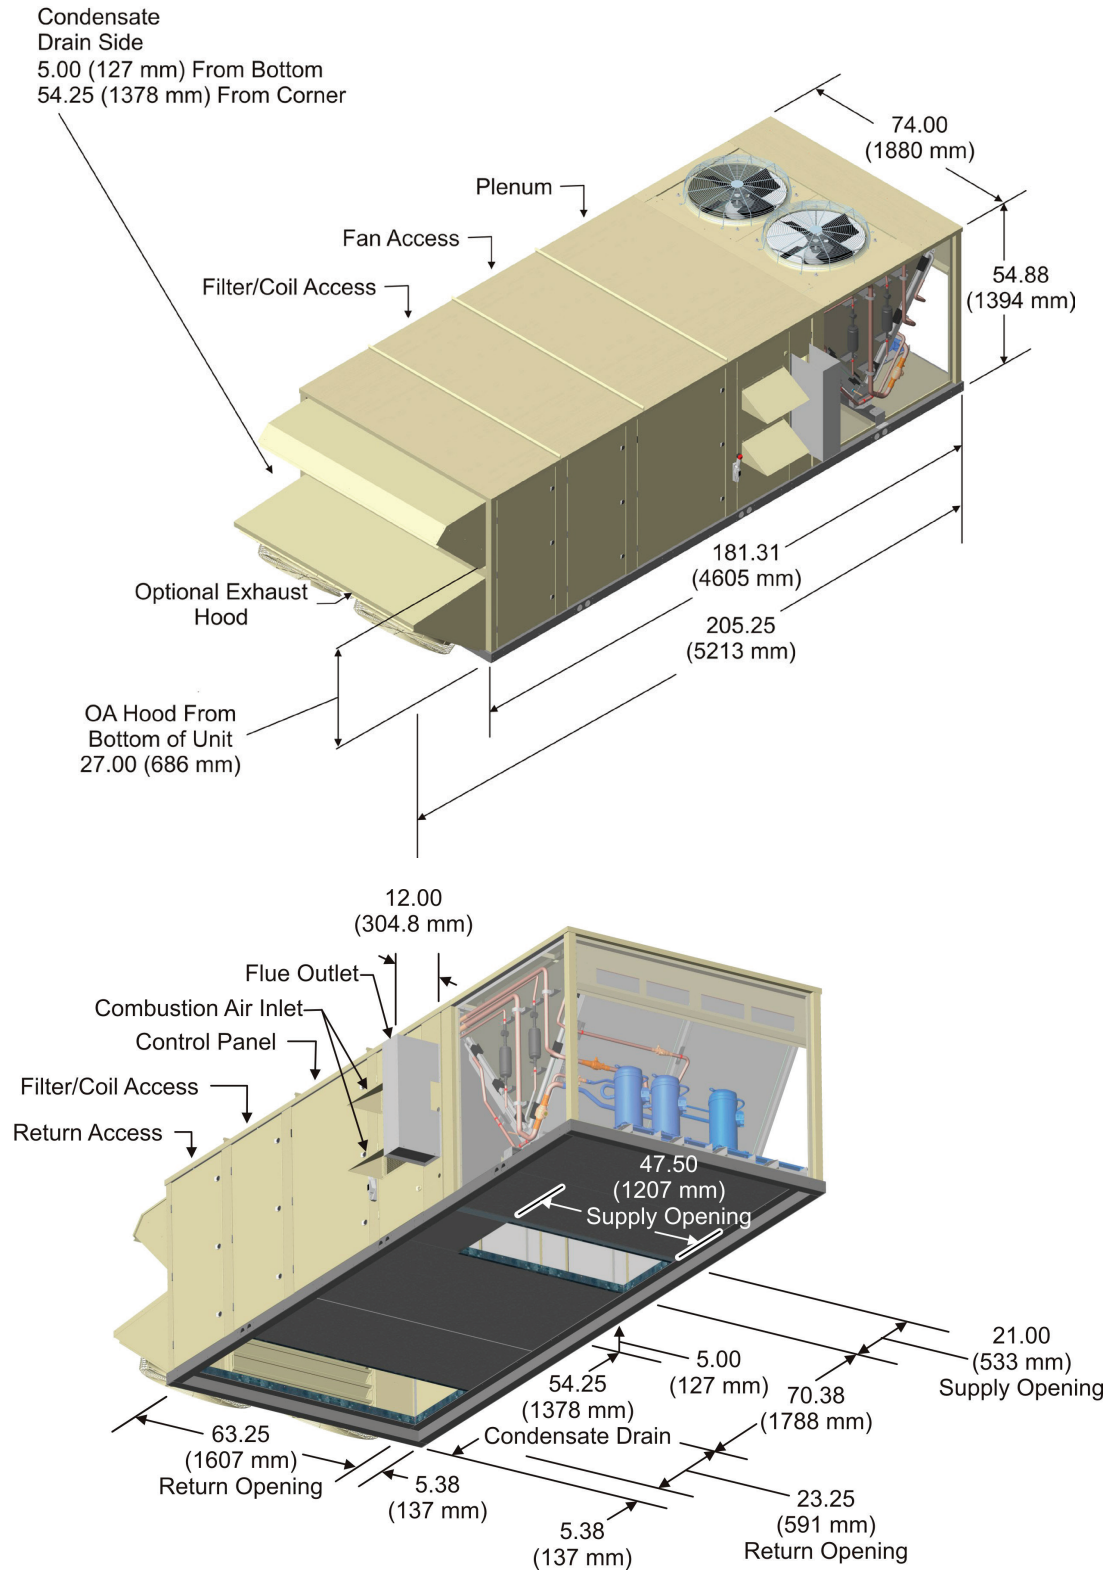 Condensate
Drain Side
5.00 (127 mm) From Bottom
54.25 (1378 mm) From Corner
74.00
(1880 mm)
Plenum
Fan Access
Filter/Coil Access
54.88
(1394 mm)
181.31
(4605 mm)
Optional Exhaust
Hood
205.25
(5213 mm)
OA Hood From
Bottom of Unit
27.00 (686 mm)
12.00
(304.8 mm)
Flue Outlet
Combustion Air Inlet
Control Panel
Filter/Coil Access
Return Access
47.50
(1207 mm)
Supply Opening
21.00
(533 mm)
Supply Opening
5.00
(127 mm)
54.25
(1378 mm)
Condensate Drain
70.38
(1788 mm)
63.25
(1607 mm)
Return Opening
5.38
(137 mm)
23.25
(591 mm)
Return Opening
5.38
(137 mm)